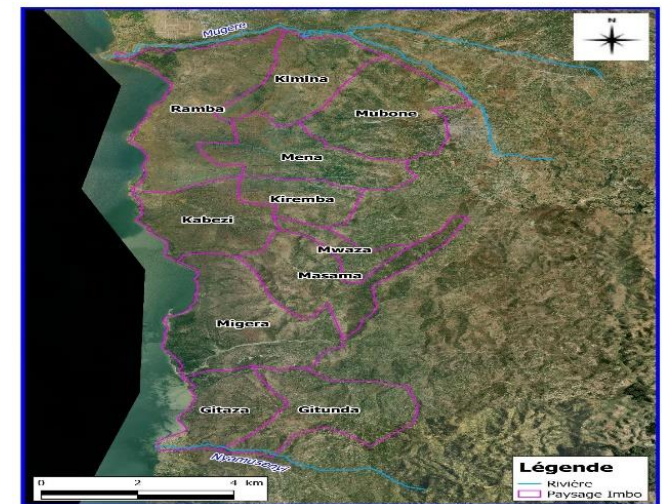 N
Mugere
Kimina
Ramba
Mubone
Mena
Kiremba
Kabezi
Mwaza
Masama
Migera
Gitaza
Gitunda
Nyamusenyi
0 2 4 km
Légende
Rivière
Paysage Imbo